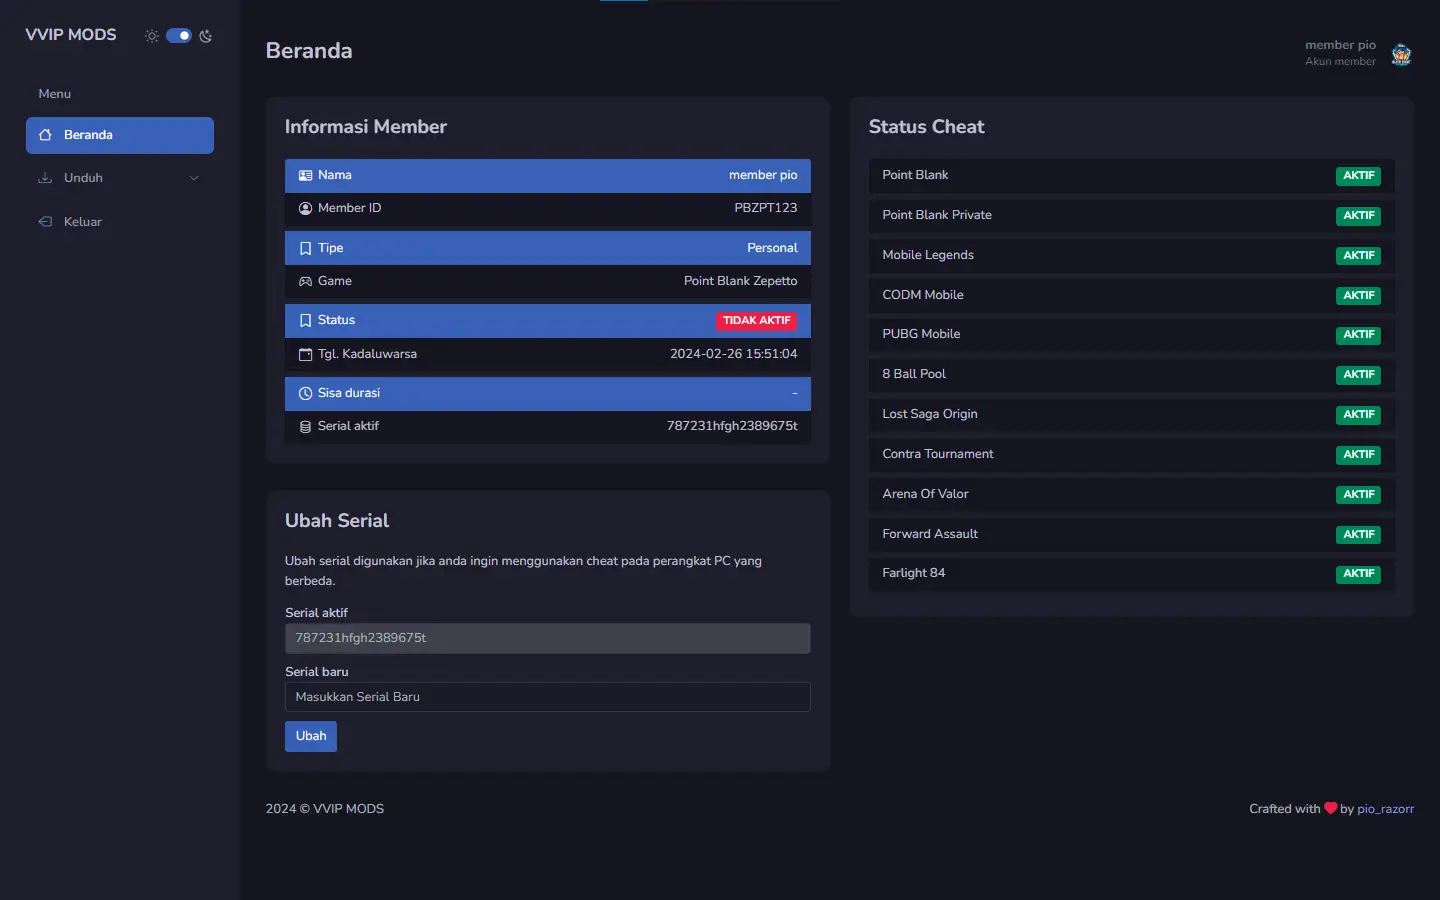 VVIP MODS
Menu
Beranda
Unduh
Keluar
Beranda
member pio
Akun member
Informasi Member
Nama member pio
Member ID PBZPT123
Tipe Personal
Game Point Blank Zepetto
Status TIDAK AKTIF
Tgl. Kadaluwarsa 2024-02-26 15:51:04
Sisa durasi -
Serial aktif 787231hfgh2389675t
Ubah Serial
Ubah serial digunakan jika anda ingin menggunakan cheat pada perangkat PC yang
berbeda.
Serial aktif
787231hfgh2389675t
Serial baru
Masukkan Serial Baru
Ubah
Status Cheat
Point Blank AKTIF
Point Blank Private AKTIF
Mobile Legends AKTIF
CODM Mobile AKTIF
PUBG Mobile AKTIF
8 Ball Pool AKTIF
Lost Saga Origin AKTIF
Contra Tournament AKTIF
Arena Of Valor AKTIF
Forward Assault AKTIF
Farlight 84 AKTIF
2024 © VVIP MODS
Crafted with ❤ by pio_razorr